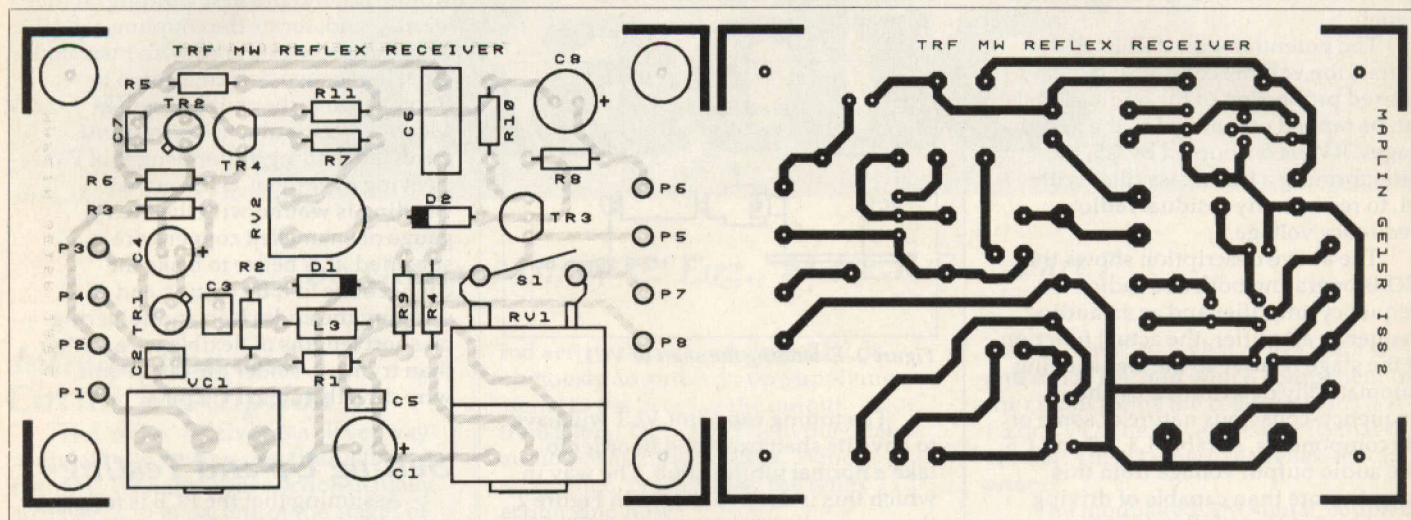 TRF MW REFLEX RECEIVER
R5
C8
R11
C6
R10
TR2
C7
TR4
R7
R8
R6
P6
R3
RV2
D2
TR3
P5
P3
C4
R2
D1
S1
P4
C3
R9
R4
P7
TR1
L3
RV1
P2
C2
R1
P8
VC1
P1
C5
C1
TRF MW REFLEX RECEIVER
MAPLIN GE15R ISS 2